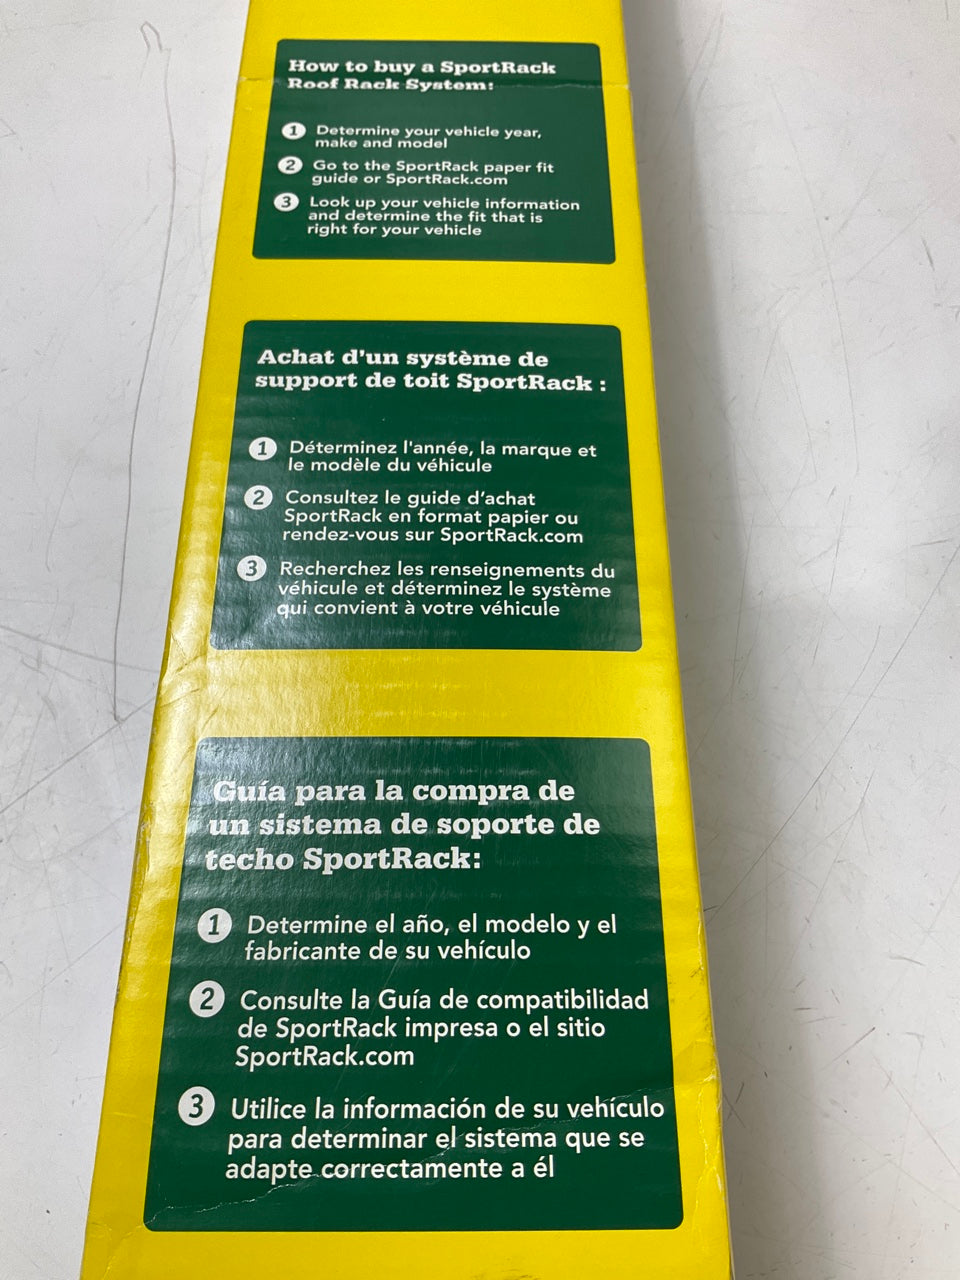 How to buy a SportRack
Roof Rack System:
1 Determine your vehicle year,
make and model
2 Go to the SportRack paper fit
guide or SportRack.com
3 Look up your vehicle information
and determine the fit that is
right for your vehicle
Achat d'un système de
support de toit SportRack :
1 Déterminez l'année, la marque et
le modèle du véhicule
2 Consultez le guide d'achat
SportRack en format papier ou
rendez-vous sur SportRack.com
3 Recherchez les renseignements du
véhicule et déterminez le système
qui convient à votre véhicule
Guía para la compra de
un sistema de soporte de
techo SportRack:
1 Determine el año, el modelo y el
fabricante de su vehículo
2 Consulte la Guía de compatibilidad
de SportRack impresa o el sitio
SportRack.com
3 Utilice la información de su vehículo
para determinar el sistema que se
adapte correctamente a él